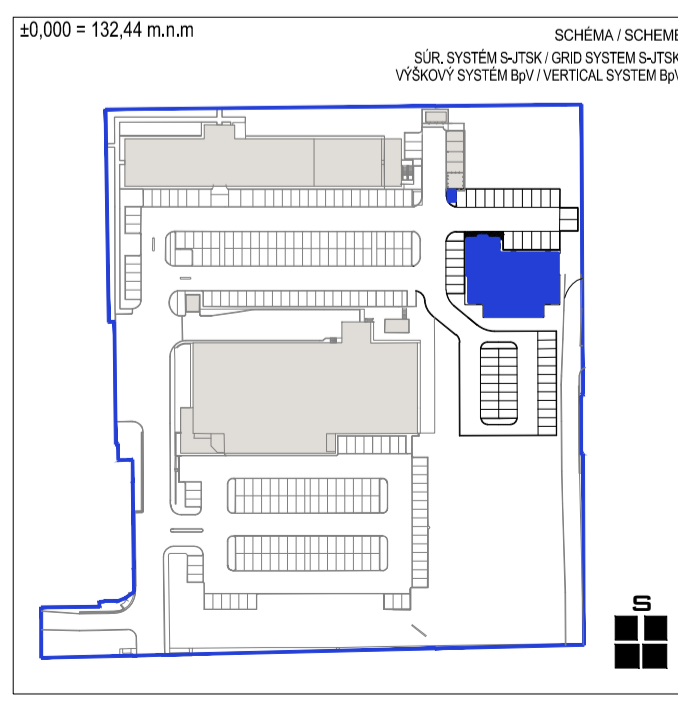 ±0,000 = 132,44 m.n.m
SCHÉMA / SCHEME
SÚR. SYSTÉM S-JTSK / GRID SYSTEM S-JTSK
VÝŠKOVÝ SYSTÉM BpV / VERTICAL SYSTEM BpV
S